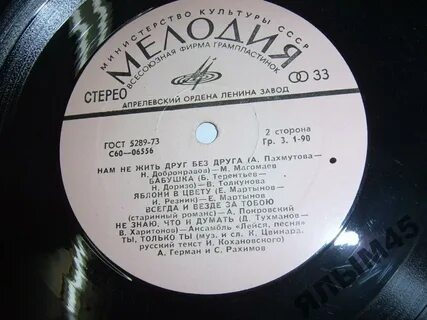 МИНИСТЕРСТВО КУЛЬТУРЫ СССР
МЕЛОДИЯ
ВСЕСОЮЗНАЯ ФИРМА ГРАМПЛАСТИНОК
СТЕРЕО
33
АПРЕЛЕВСКИЙ ОРДЕНА ЛЕНИНА ЗАВОД
ГОСТ 5289-73
2 сторона
С60—06556
Гр. 3. 1-90
НАМ НЕ ЖИТЬ ДРУГ БЕЗ ДРУГА (А. Пахмутова—
Н. Добронравов) — М. Магомаев
БАБУШКА (Б. Терентьев—
Н. Доризо) — В. Толкунова
ЯБЛОНИ В ЦВЕТУ (Е. Мартынов—
И. Резник) — Е. Мартынов
ВСЕГДА И ВЕЗДЕ ЗА ТОБОЮ
(старинный романс) — А. Покровский
НЕ ЗНАЮ, ЧТО И ДУМАТЬ (Д. Тухманов—
В. Харитонов) — Ансамбль «Лейся, песня»
ТЫ, ТОЛЬКО ТЫ (муз. и сл. К. Цвинара,
русский текст И. Кохановского)
А. Герман и С. Рахимов
ЯЛЫМ45